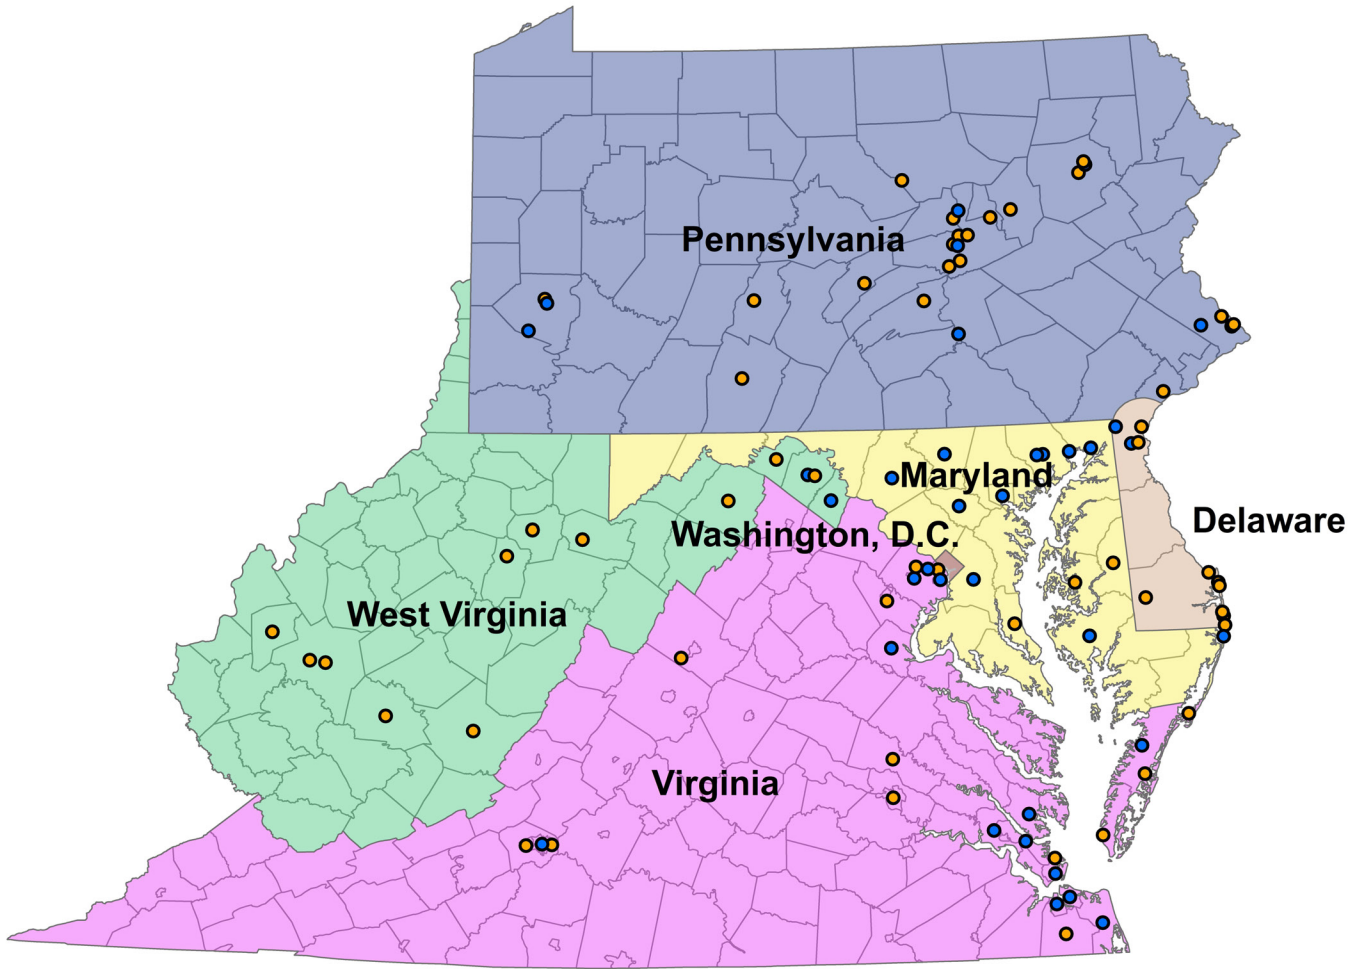 Pennsylvania
Maryland
Delaware
Washington, D.C.
West Virginia
Virginia